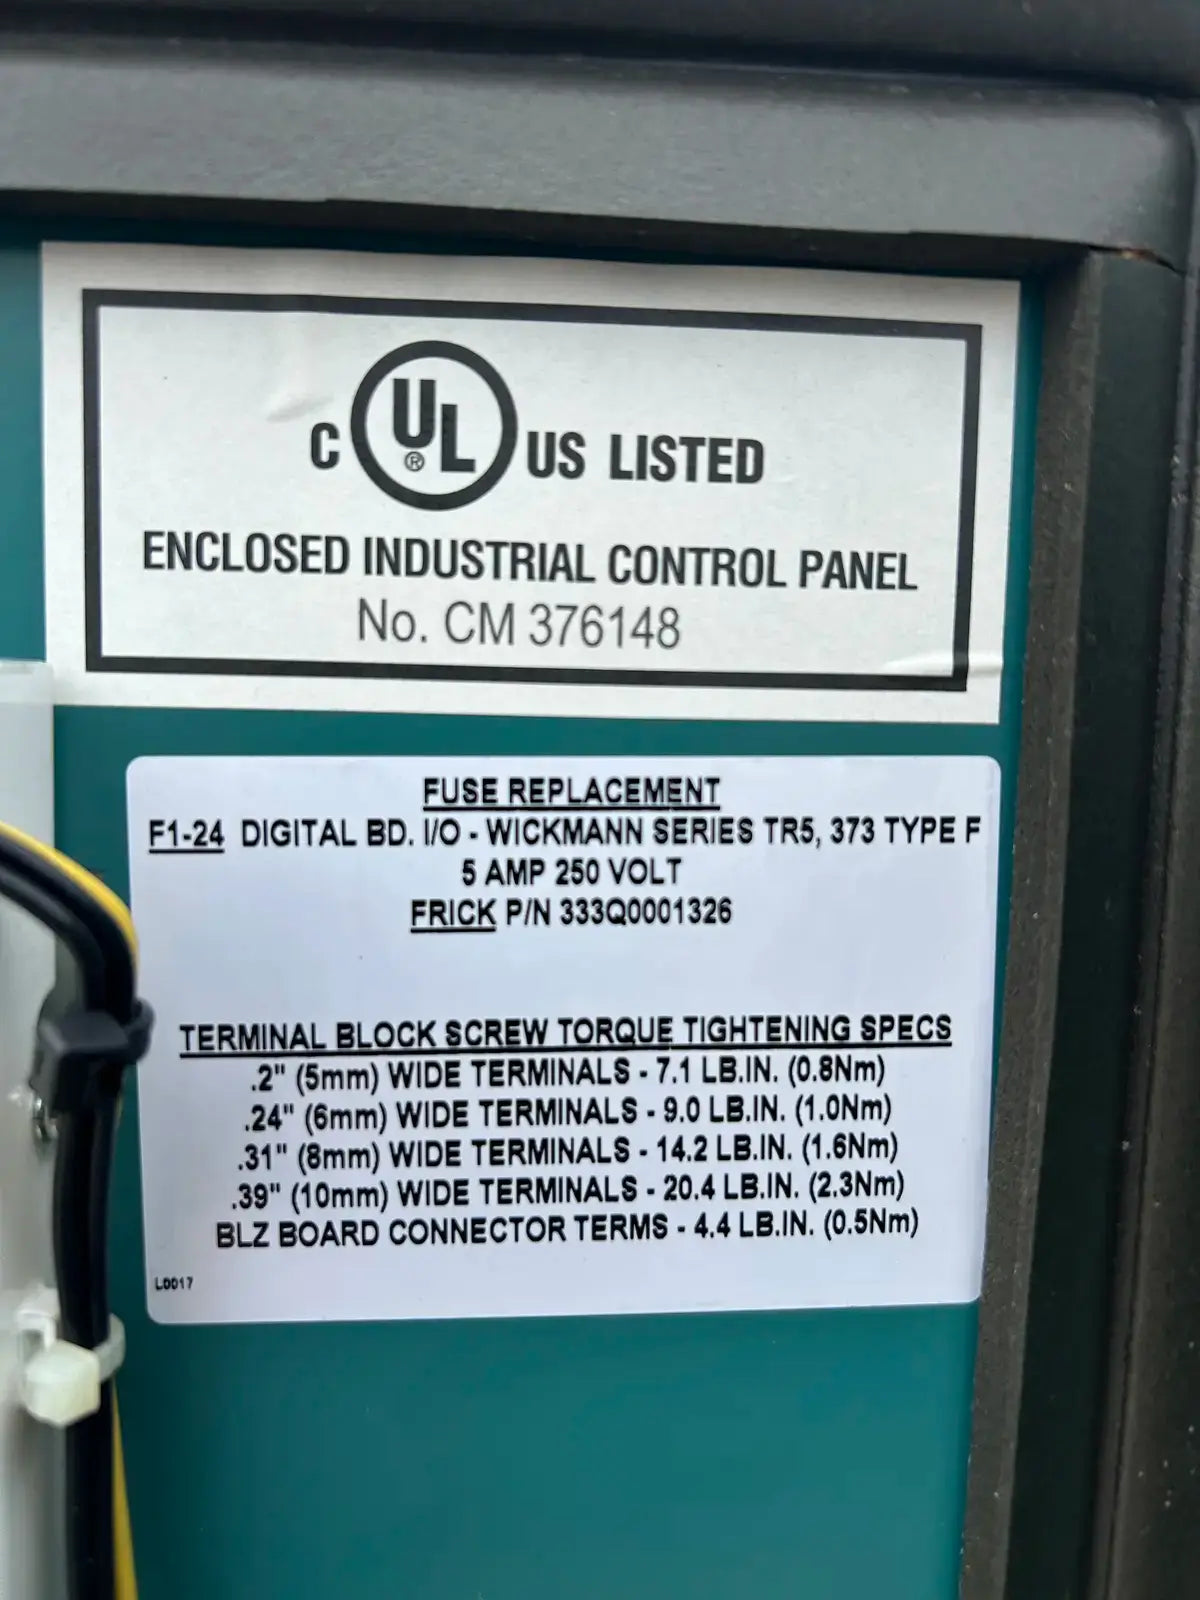 C UL® US LISTED
ENCLOSED INDUSTRIAL CONTROL PANEL
No. CM 376148
FUSE REPLACEMENT
F1-24 DIGITAL BD. I/O - WICKMANN SERIES TR5, 373 TYPE F
5 AMP 250 VOLT
FRICK P/N 333Q0001326
TERMINAL BLOCK SCREW TORQUE TIGHTENING SPECS
.2" (5mm) WIDE TERMINALS - 7.1 LB.IN. (0.8Nm)
.24" (6mm) WIDE TERMINALS - 9.0 LB.IN. (1.0Nm)
.31" (8mm) WIDE TERMINALS - 14.2 LB.IN. (1.6Nm)
.39" (10mm) WIDE TERMINALS - 20.4 LB.IN. (2.3Nm)
BLZ BOARD CONNECTOR TERMS - 4.4 LB.IN. (0.5Nm)
L0017